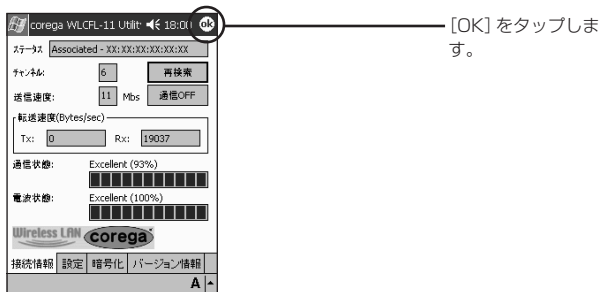 corega WLCFL-11 Utilit 18:0 ok
[OK] をタップしま
す。
ステータス Associated - XX:XX:XX:XX:XX:XX
チャンネル: 6 再検索
送信速度: 11 Mbs 通信OFF
転送速度(Bytes/sec)
Tx: 0 Rx: 19037
通信状態: Excellent (93%)
電波状態: Excellent (100%)
Wireless LAN corega
接続情報 設定 暗号化 バージョン情報
A